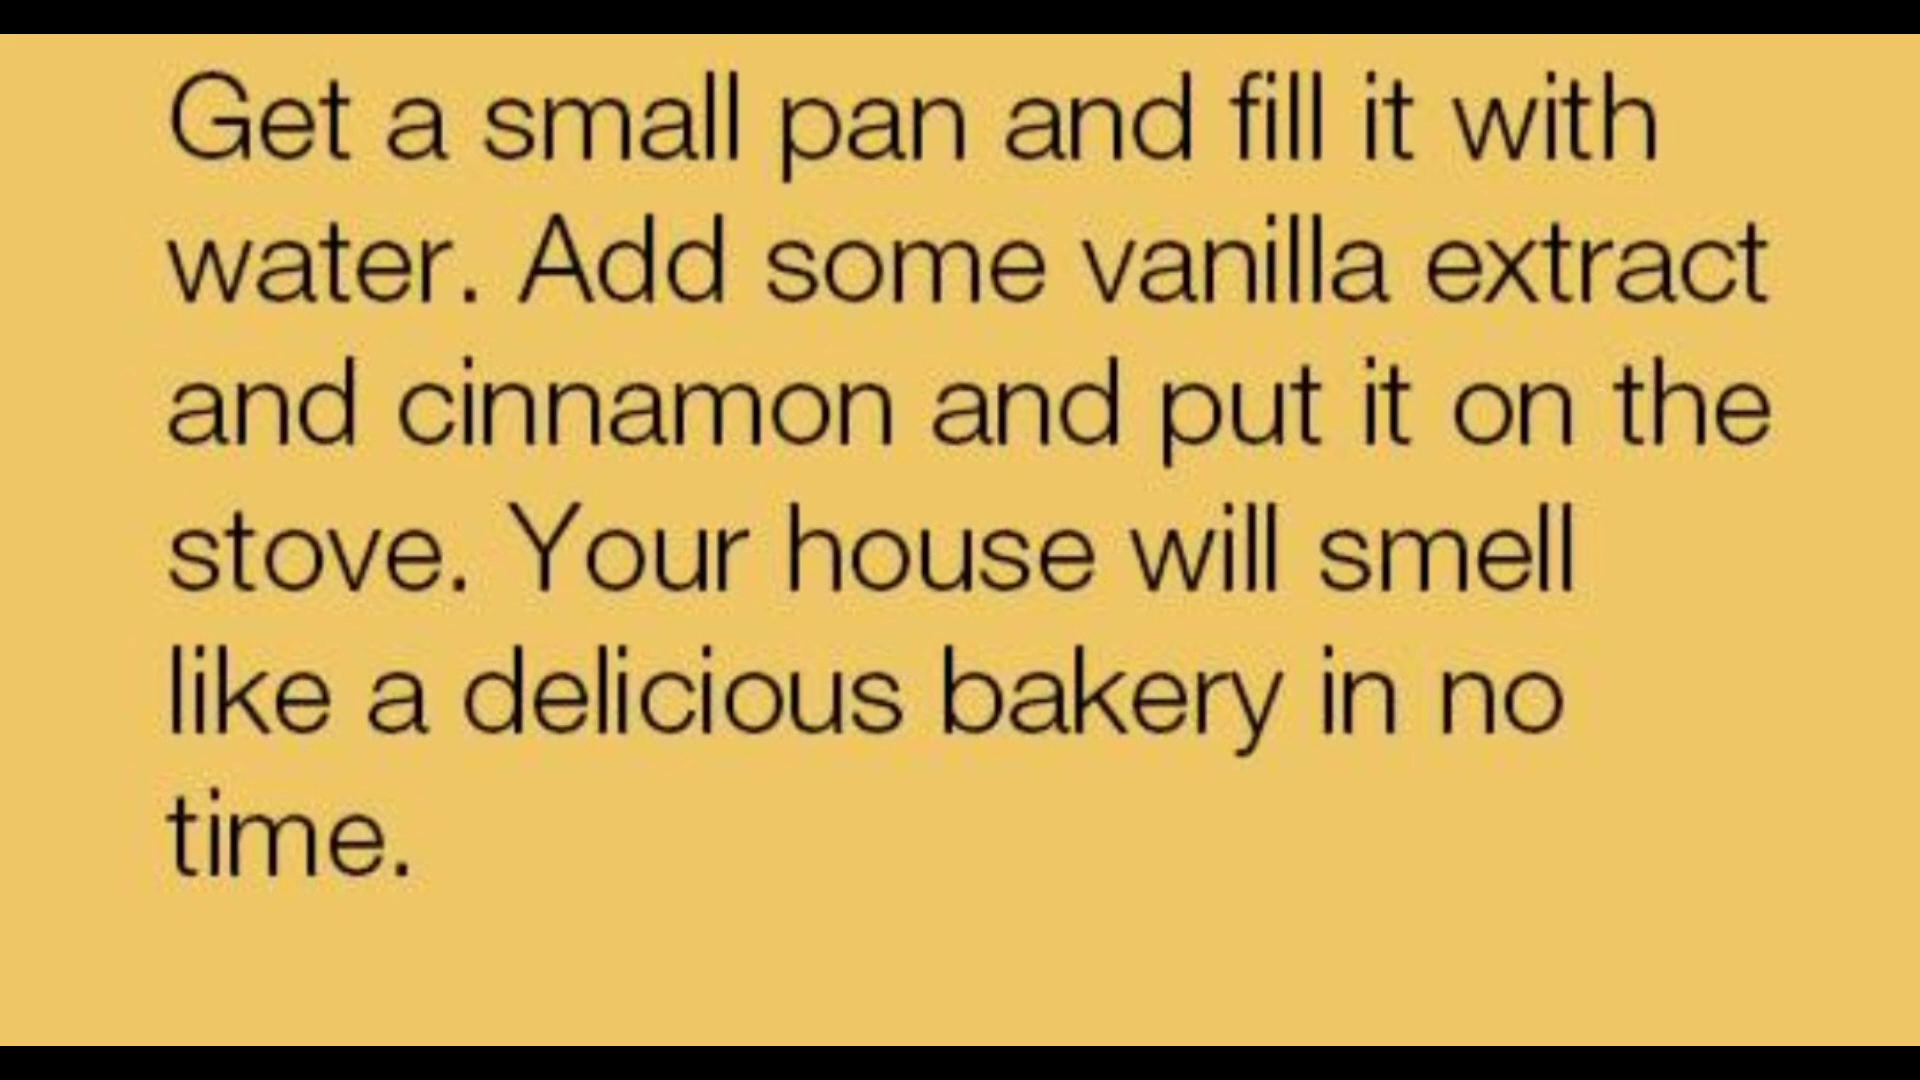 Get a small pan and fill it with
water. Add some vanilla extract
and cinnamon and put it on the
stove. Your house will smell
like a delicious bakery in no
time.